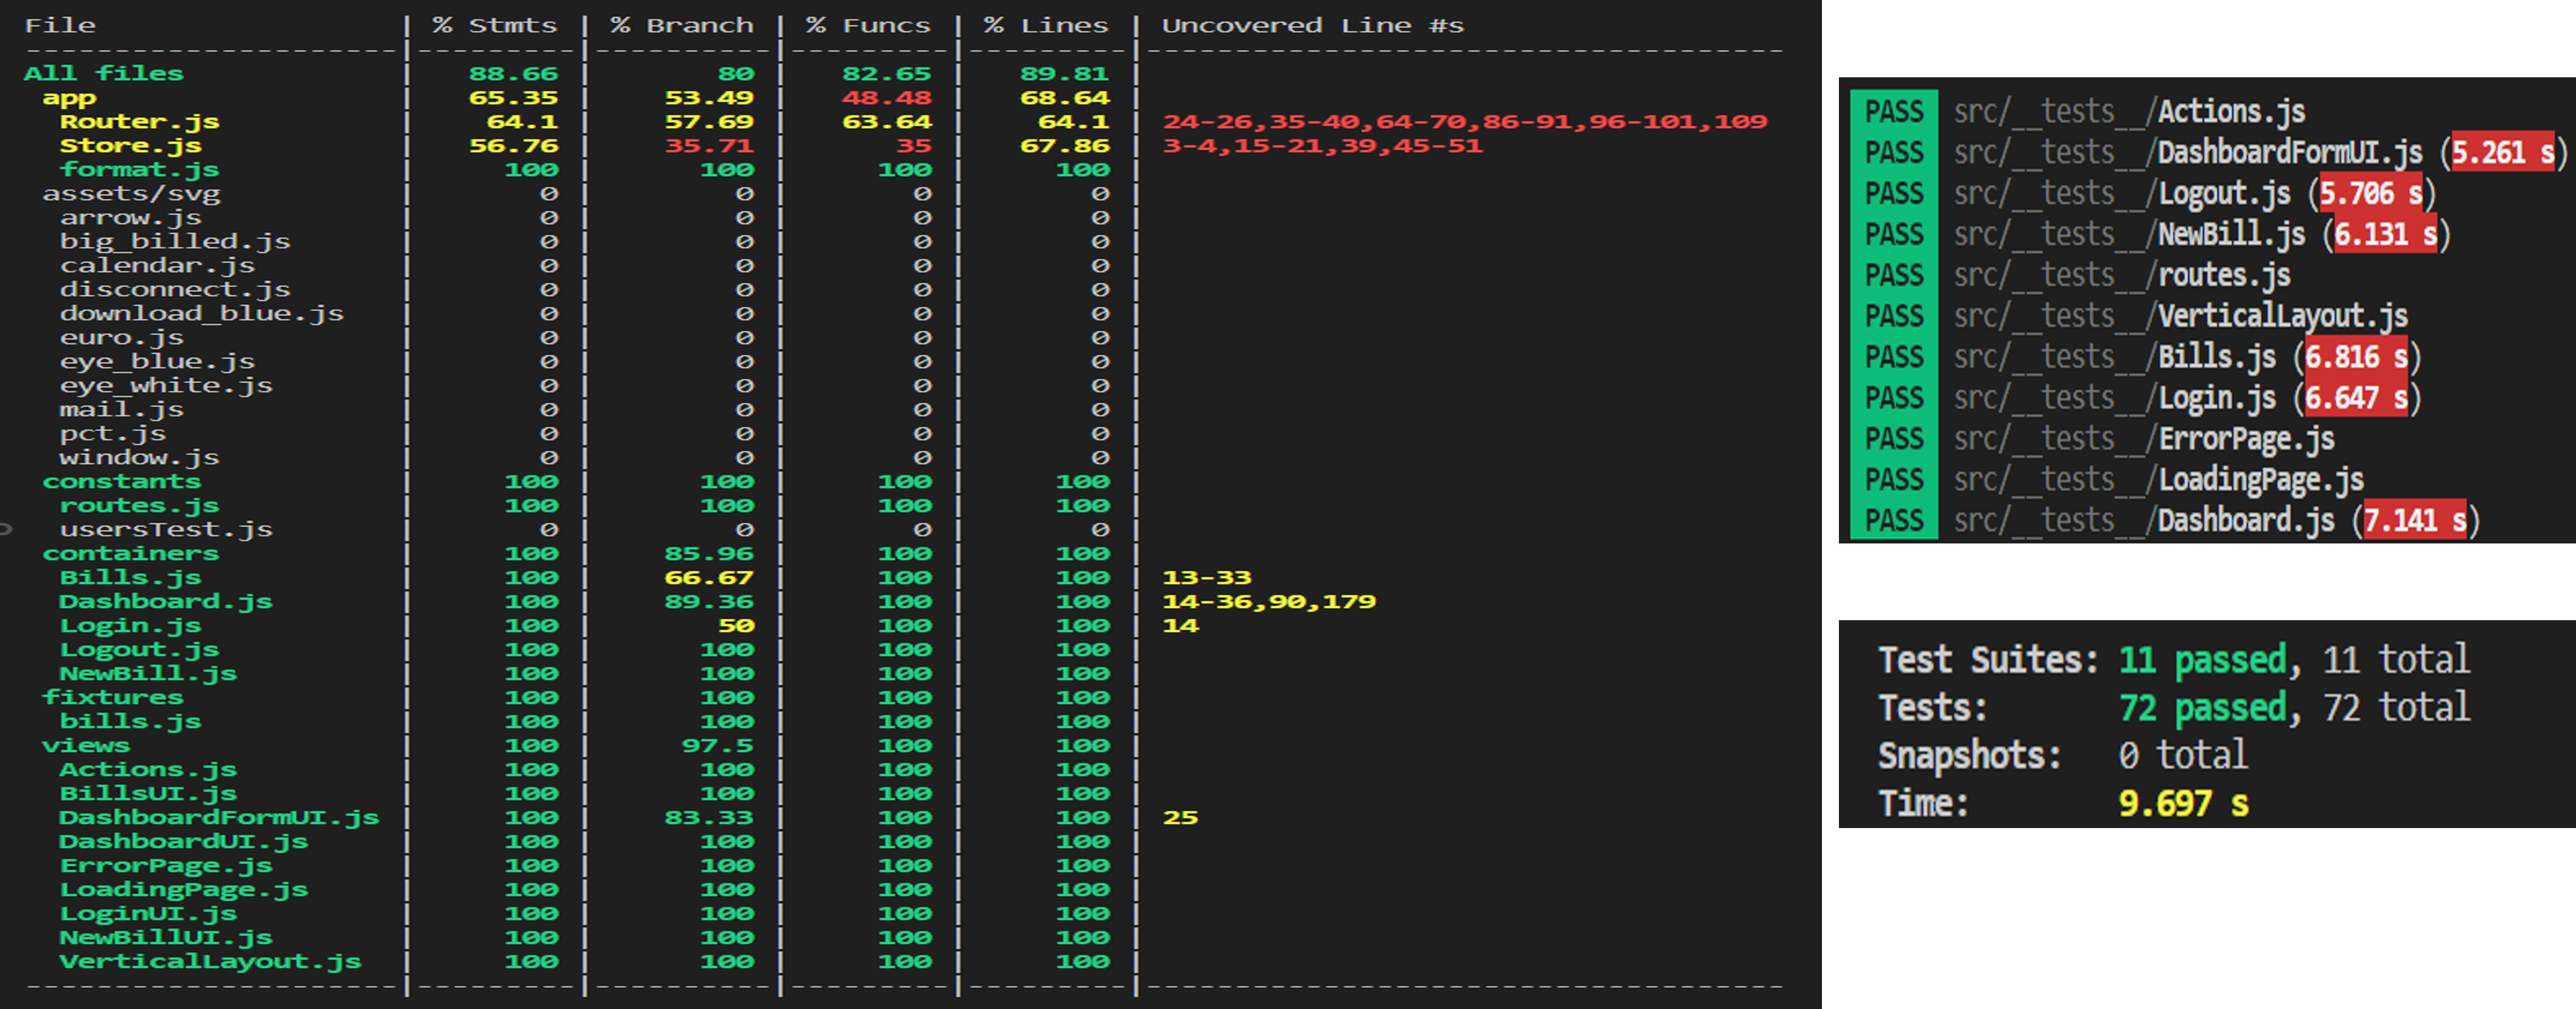 File | % Stmts | % Branch | % Funcs | % Lines | Uncovered Line #s
---------------------|---------|----------|---------|---------|------------------------------------
All files | 88.66 | 80 | 82.65 | 89.81 |
app | 65.35 | 53.49 | 48.48 | 68.64 |
Router.js | 64.1 | 57.69 | 63.64 | 64.1 | 24-26,35-40,64-70,86-91,96-101,109
Store.js | 56.76 | 35.71 | 35 | 67.86 | 3-4,15-21,39,45-51
format.js | 100 | 100 | 100 | 100 |
assets/svg | 0 | 0 | 0 | 0 |
arrow.js | 0 | 0 | 0 | 0 |
big_billed.js | 0 | 0 | 0 | 0 |
calendar.js | 0 | 0 | 0 | 0 |
disconnect.js | 0 | 0 | 0 | 0 |
download_blue.js | 0 | 0 | 0 | 0 |
euro.js | 0 | 0 | 0 | 0 |
eye_blue.js | 0 | 0 | 0 | 0 |
eye_white.js | 0 | 0 | 0 | 0 |
mail.js | 0 | 0 | 0 | 0 |
pct.js | 0 | 0 | 0 | 0 |
window.js | 0 | 0 | 0 | 0 |
constants | 100 | 100 | 100 | 100 |
routes.js | 100 | 100 | 100 | 100 |
usersTest.js | 0 | 0 | 0 | 0 |
containers | 100 | 85.96 | 100 | 100 |
Bills.js | 100 | 66.67 | 100 | 100 | 13-33
Dashboard.js | 100 | 89.36 | 100 | 100 | 14-36,90,179
Login.js | 100 | 50 | 100 | 100 | 14
Logout.js | 100 | 100 | 100 | 100 |
NewBill.js | 100 | 100 | 100 | 100 |
fixtures | 100 | 100 | 100 | 100 |
bills.js | 100 | 100 | 100 | 100 |
views | 100 | 97.5 | 100 | 100 |
Actions.js | 100 | 100 | 100 | 100 |
BillsUI.js | 100 | 100 | 100 | 100 |
DashboardFormUI.js | 100 | 83.33 | 100 | 100 | 25
DashboardUI.js | 100 | 100 | 100 | 100 |
ErrorPage.js | 100 | 100 | 100 | 100 |
LoadingPage.js | 100 | 100 | 100 | 100 |
LoginUI.js | 100 | 100 | 100 | 100 |
NewBillUI.js | 100 | 100 | 100 | 100 |
VerticalLayout.js | 100 | 100 | 100 | 100 |
---------------------|---------|----------|---------|---------|------------------------------------
PASS src/__tests__/Actions.js
PASS src/__tests__/DashboardFormUI.js (5.261 s)
PASS src/__tests__/Logout.js (5.706 s)
PASS src/__tests__/NewBill.js (6.131 s)
PASS src/__tests__/routes.js
PASS src/__tests__/VerticalLayout.js
PASS src/__tests__/Bills.js (6.816 s)
PASS src/__tests__/Login.js (6.647 s)
PASS src/__tests__/ErrorPage.js
PASS src/__tests__/LoadingPage.js
PASS src/__tests__/Dashboard.js (7.141 s)
Test Suites: 11 passed, 11 total
Tests: 72 passed, 72 total
Snapshots: 0 total
Time: 9.697 s